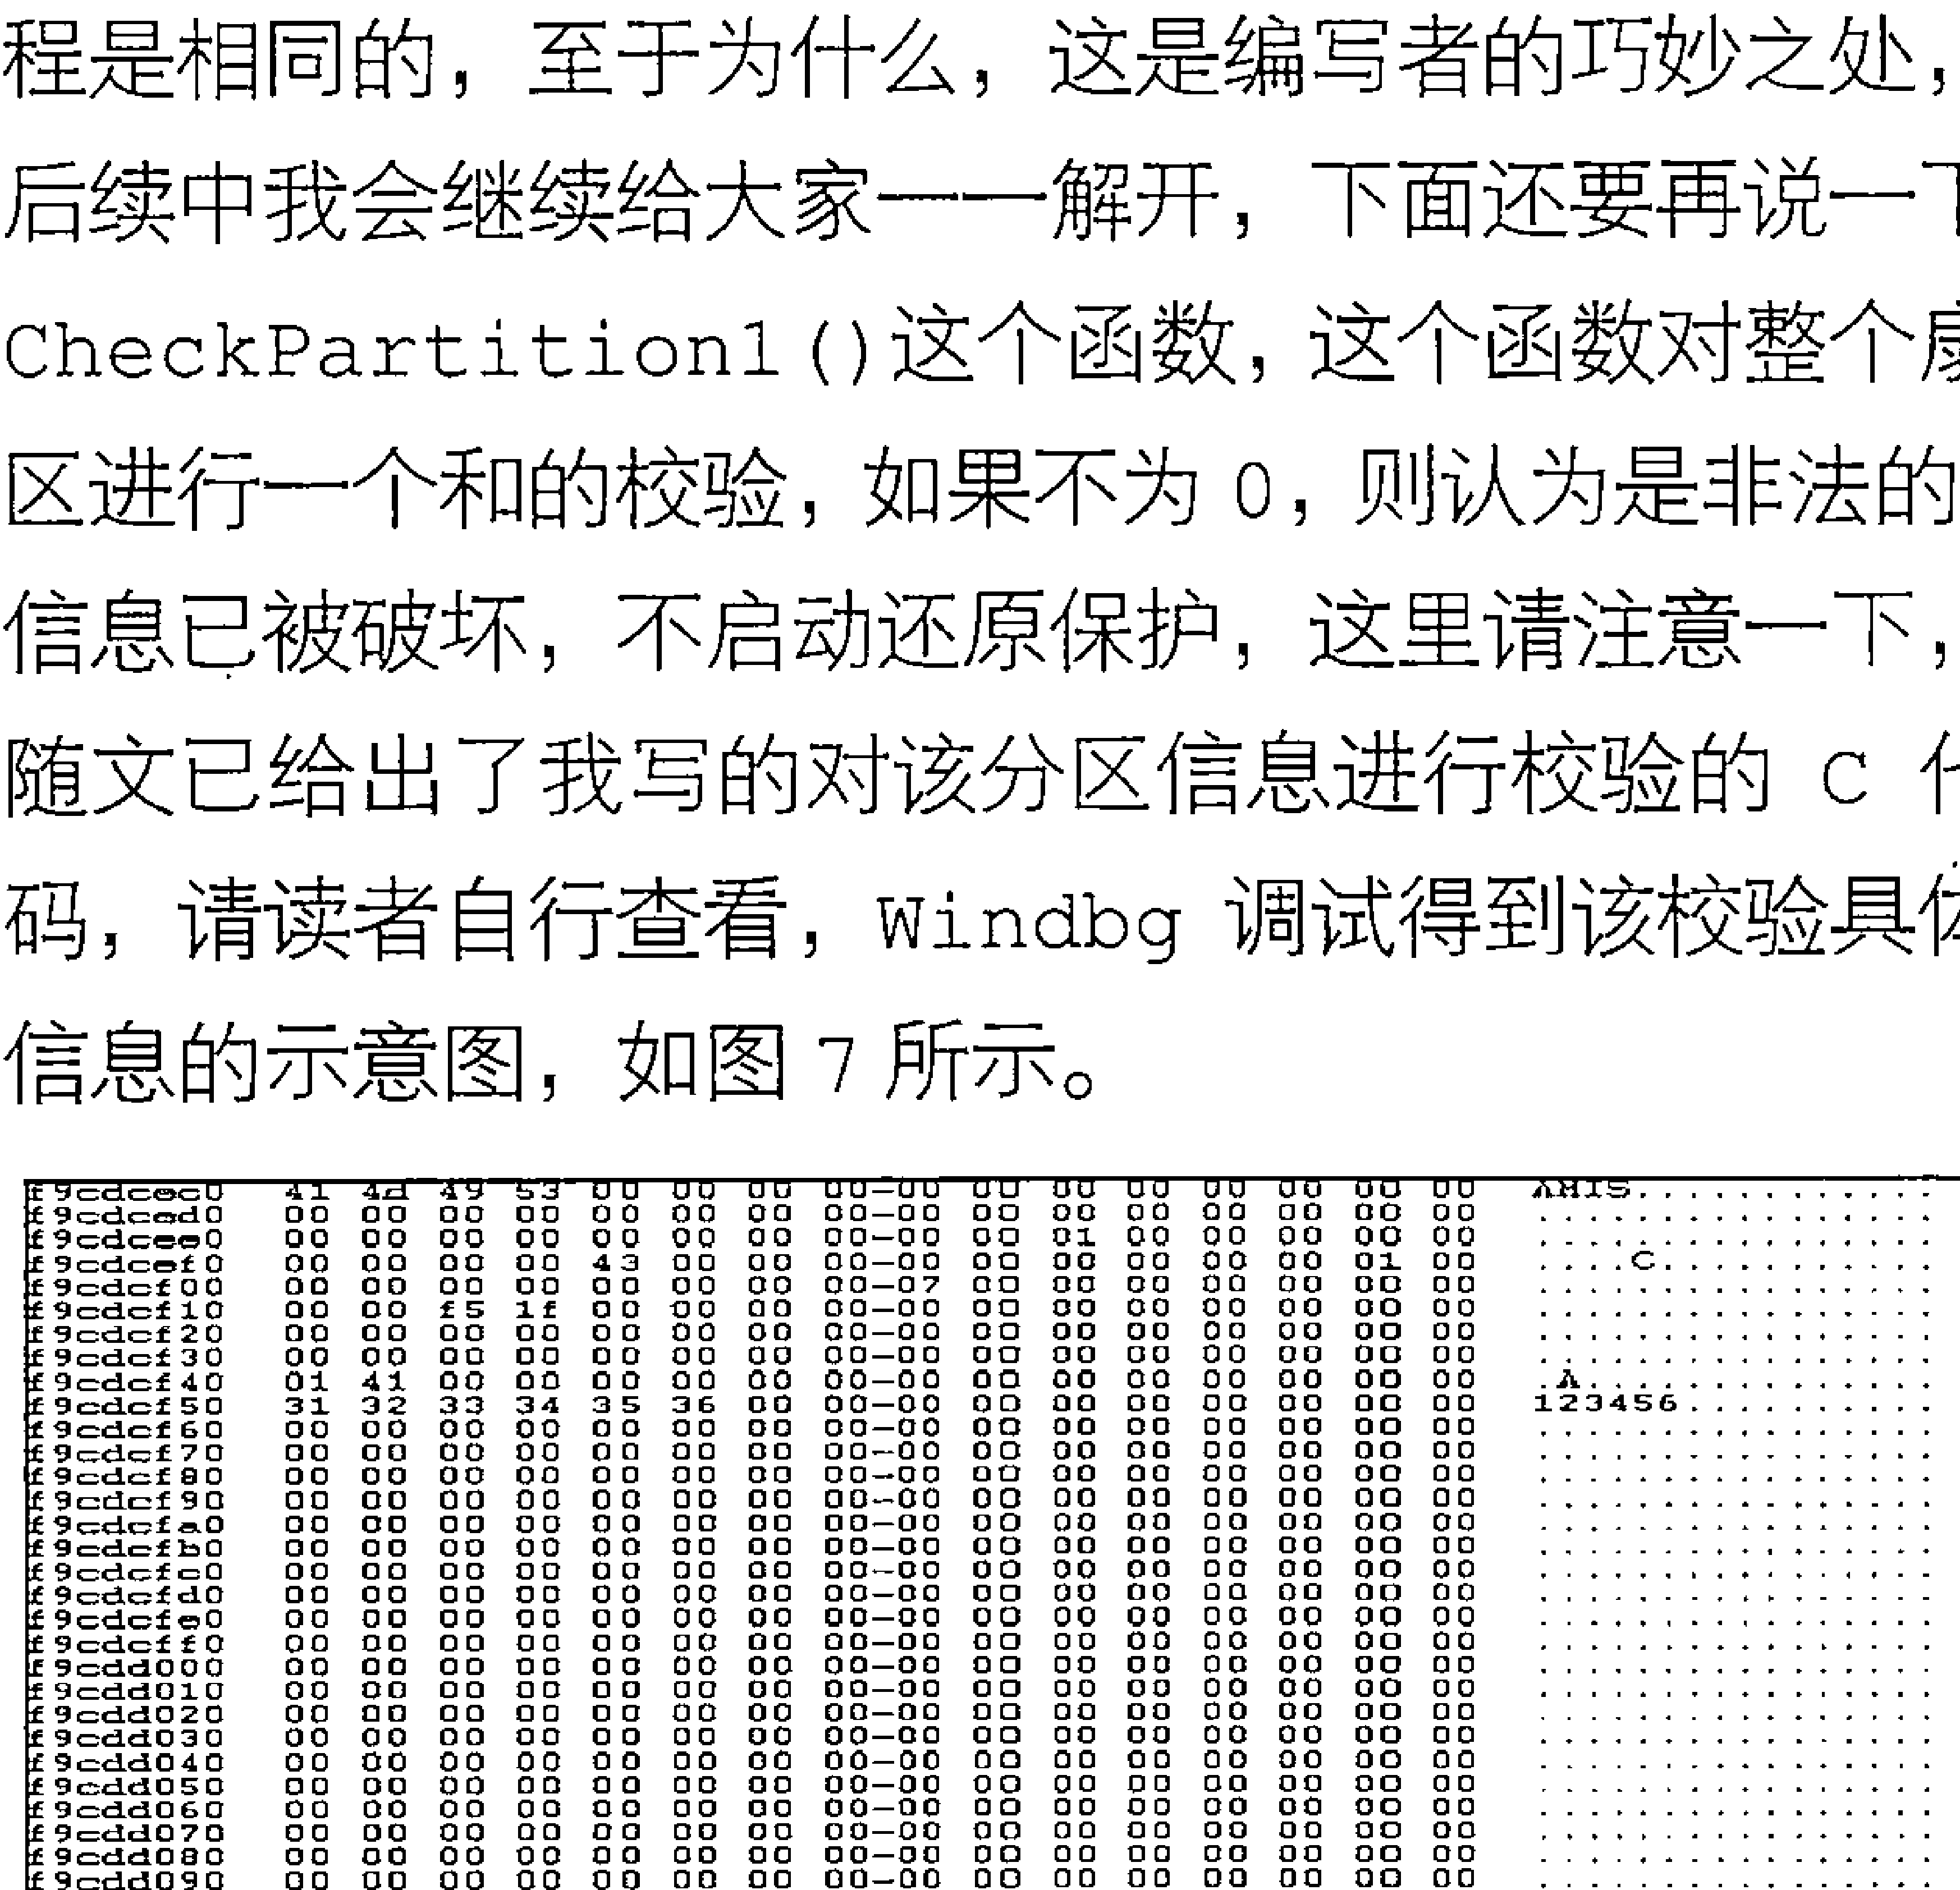 程是相同的，至于为什么，这是编写者的巧妙之处，
后续中我会继续给大家一一解开，下面还要再说一下
CheckPartition1()这个函数，这个函数对整个扇
区进行一个和的校验，如果不为 0，则认为是非法的
信息已被破坏，不启动还原保护，这里请注意一下，
随文已给出了我写的对该分区信息进行校验的 C 代
码，请读者自行查看，Windbg 调试得到该校验具体
信息的示意图，如图 7 所示。
f9cdcec0 41 4d 49 53 00 00 00 00-00 00 00 00 00 00 00 00 AMIS............
f9cdced0 00 00 00 00 00 00 00 00-00 00 00 00 00 00 00 00 ................
f9cdcee0 00 00 00 00 00 00 00 00-00 00 01 00 00 00 00 00 ................
f9cdcef0 00 00 00 00 43 00 00 00-00 00 00 00 00 00 01 00 ....C...........
f9cdcf00 00 00 00 00 00 00 00 00-07 00 00 00 00 00 00 00 ................
f9cdcf10 00 00 f5 1f 00 00 00 00-00 00 00 00 00 00 00 00 ................
f9cdcf20 00 00 00 00 00 00 00 00-00 00 00 00 00 00 00 00 ................
f9cdcf30 00 00 00 00 00 00 00 00-00 00 00 00 00 00 00 00 ................
f9cdcf40 01 41 00 00 00 00 00 00-00 00 00 00 00 00 00 00 .A..............
f9cdcf50 31 32 33 34 35 36 00 00-00 00 00 00 00 00 00 00 123456..........
f9cdcf60 00 00 00 00 00 00 00 00-00 00 00 00 00 00 00 00 ................
f9cdcf70 00 00 00 00 00 00 00 00-00 00 00 00 00 00 00 00 ................
f9cdcf80 00 00 00 00 00 00 00 00-00 00 00 00 00 00 00 00 ................
f9cdcf90 00 00 00 00 00 00 00 00-00 00 00 00 00 00 00 00 ................
f9cdcfa0 00 00 00 00 00 00 00 00-00 00 00 00 00 00 00 00 ................
f9cdcfb0 00 00 00 00 00 00 00 00-00 00 00 00 00 00 00 00 ................
f9cdcfc0 00 00 00 00 00 00 00 00-00 00 00 00 00 00 00 00 ................
f9cdcfd0 00 00 00 00 00 00 00 00-00 00 00 00 00 00 00 00 ................
f9cdcfe0 00 00 00 00 00 00 00 00-00 00 00 00 00 00 00 00 ................
f9cdcff0 00 00 00 00 00 00 00 00-00 00 00 00 00 00 00 00 ................
f9cdd000 00 00 00 00 00 00 00 00-00 00 00 00 00 00 00 00 ................
f9cdd010 00 00 00 00 00 00 00 00-00 00 00 00 00 00 00 00 ................
f9cdd020 00 00 00 00 00 00 00 00-00 00 00 00 00 00 00 00 ................
f9cdd030 00 00 00 00 00 00 00 00-00 00 00 00 00 00 00 00 ................
f9cdd040 00 00 00 00 00 00 00 00-00 00 00 00 00 00 00 00 ................
f9cdd050 00 00 00 00 00 00 00 00-00 00 00 00 00 00 00 00 ................
f9cdd060 00 00 00 00 00 00 00 00-00 00 00 00 00 00 00 00 ................
f9cdd070 00 00 00 00 00 00 00 00-00 00 00 00 00 00 00 00 ................
f9cdd080 00 00 00 00 00 00 00 00-00 00 00 00 00 00 00 00 ................
f9cdd090 00 00 00 00 00 00 00 00-00 00 00 00 00 00 00 00 ................